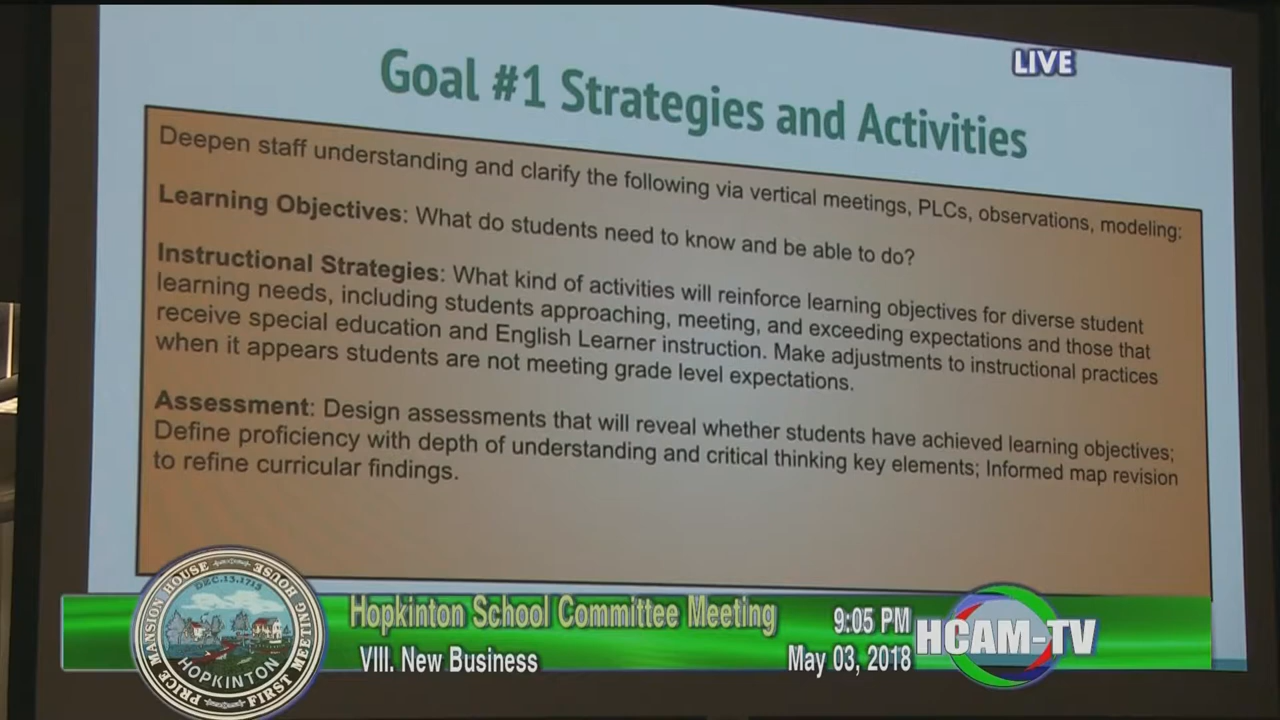 LIVE
Goal #1 Strategies and Activities
Deepen staff understanding and clarify the following via vertical meetings, PLCs, observations, modeling:
Learning Objectives: What do students need to know and be able to do?
Instructional Strategies: What kind of activities will reinforce learning objectives for diverse student
learning needs, including students approaching, meeting, and exceeding expectations and those that
receive special education and English Learner instruction. Make adjustments to instructional practices
when it appears students are not meeting grade level expectations.
Assessment: Design assessments that will reveal whether students have achieved learning objectives;
Define proficiency with depth of understanding and critical thinking key elements; Informed map revision
to refine curricular findings.
PRICE MANSION HOUSE
FIRST MEETING HOUSE
DEC.13.1715
HOPKINTON
Hopkinton School Committee Meeting
VIII. New Business
9:05 PM
May 03, 2018
HCAM-TV